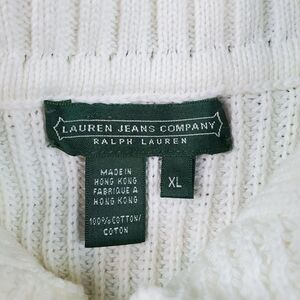 LAUREN JEANS COMPANY
RALPH LAUREN
MADE IN
HONG KONG
FABRIQUE A
HONG KONG
100% COTTON/
COTON
XL